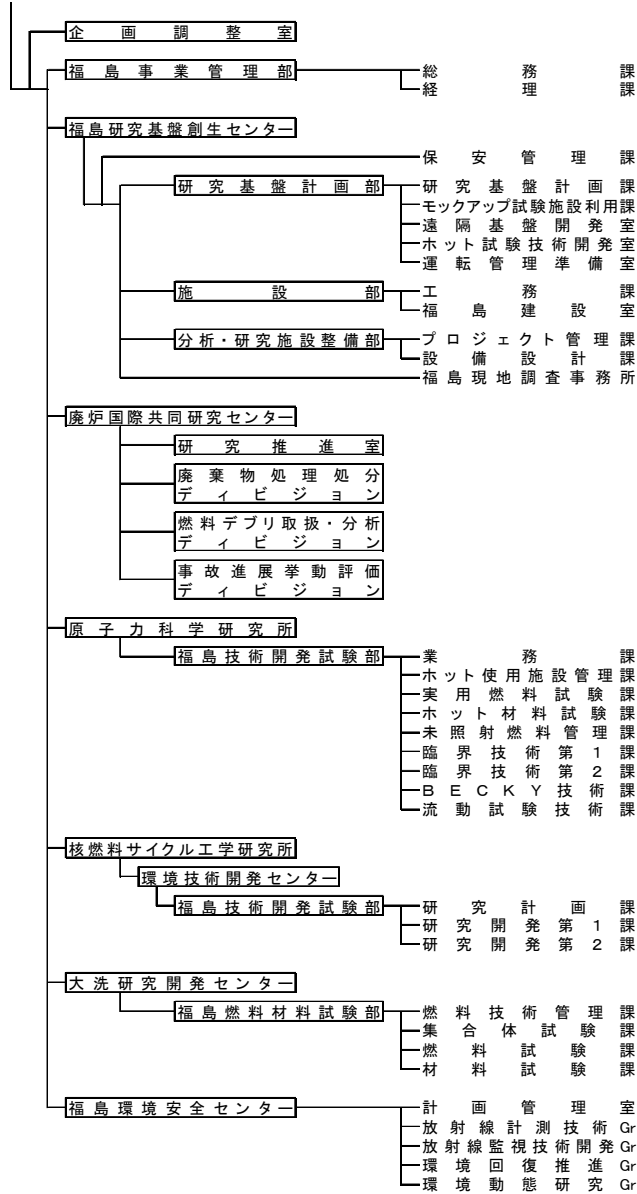 企画調整室
福島事業管理部
総務課
経理課
福島研究基盤創生センター
保安管理課
研究基盤計画部
研究基盤計画課
モックアップ試験施設利用課
遠隔基盤開発室
ホット試験技術開発室
運転管理準備室
施設部
工務課
福島建設室
分析・研究施設整備部
プロジェクト管理課
設備設計課
福島現地調査事務所
廃炉国際共同研究センター
研究推進室
廃棄物処理処分
ディビジョン
燃料デブリ取扱・分析
ディビジョン
事故進展挙動評価
ディビジョン
原子力科学研究所
福島技術開発試験部
業務課
ホット使用施設管理課
実用燃料試験課
ホット材料試験課
未照射燃料管理課
臨界技術第1課
臨界技術第2課
BECKY技術課
流動試験技術課
核燃料サイクル工学研究所
環境技術開発センター
福島技術開発試験部
研究計画課
研究開発第1課
研究開発第2課
大洗研究開発センター
福島燃料材料試験部
燃料技術管理課
集合体試験課
燃料試験課
材料試験課
福島環境安全センター
計画管理室
放射線計測技術Gr
放射線監視技術開発Gr
環境回復推進Gr
環境動態研究Gr